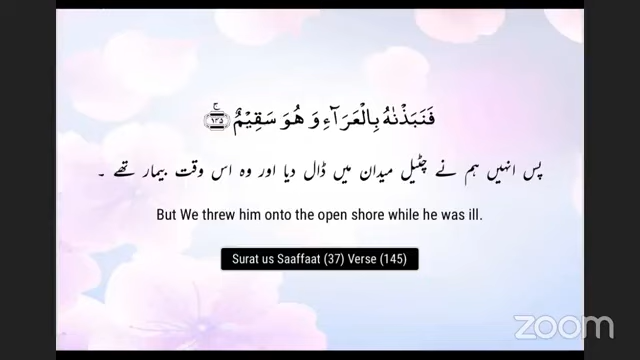 فَنَبَذۡنٰهُ بِالۡعَرَآءِ وَ هُوَ سَقِیۡمٌ ﴿۱۴۵﴾ۚ
پس انہیں ہم نے چٹیل میدان میں ڈال دیا اور وہ اس وقت بیمار تھے ۔
But We threw him onto the open shore while he was ill.
Surat us Saaffaat (37) Verse (145)
zoom